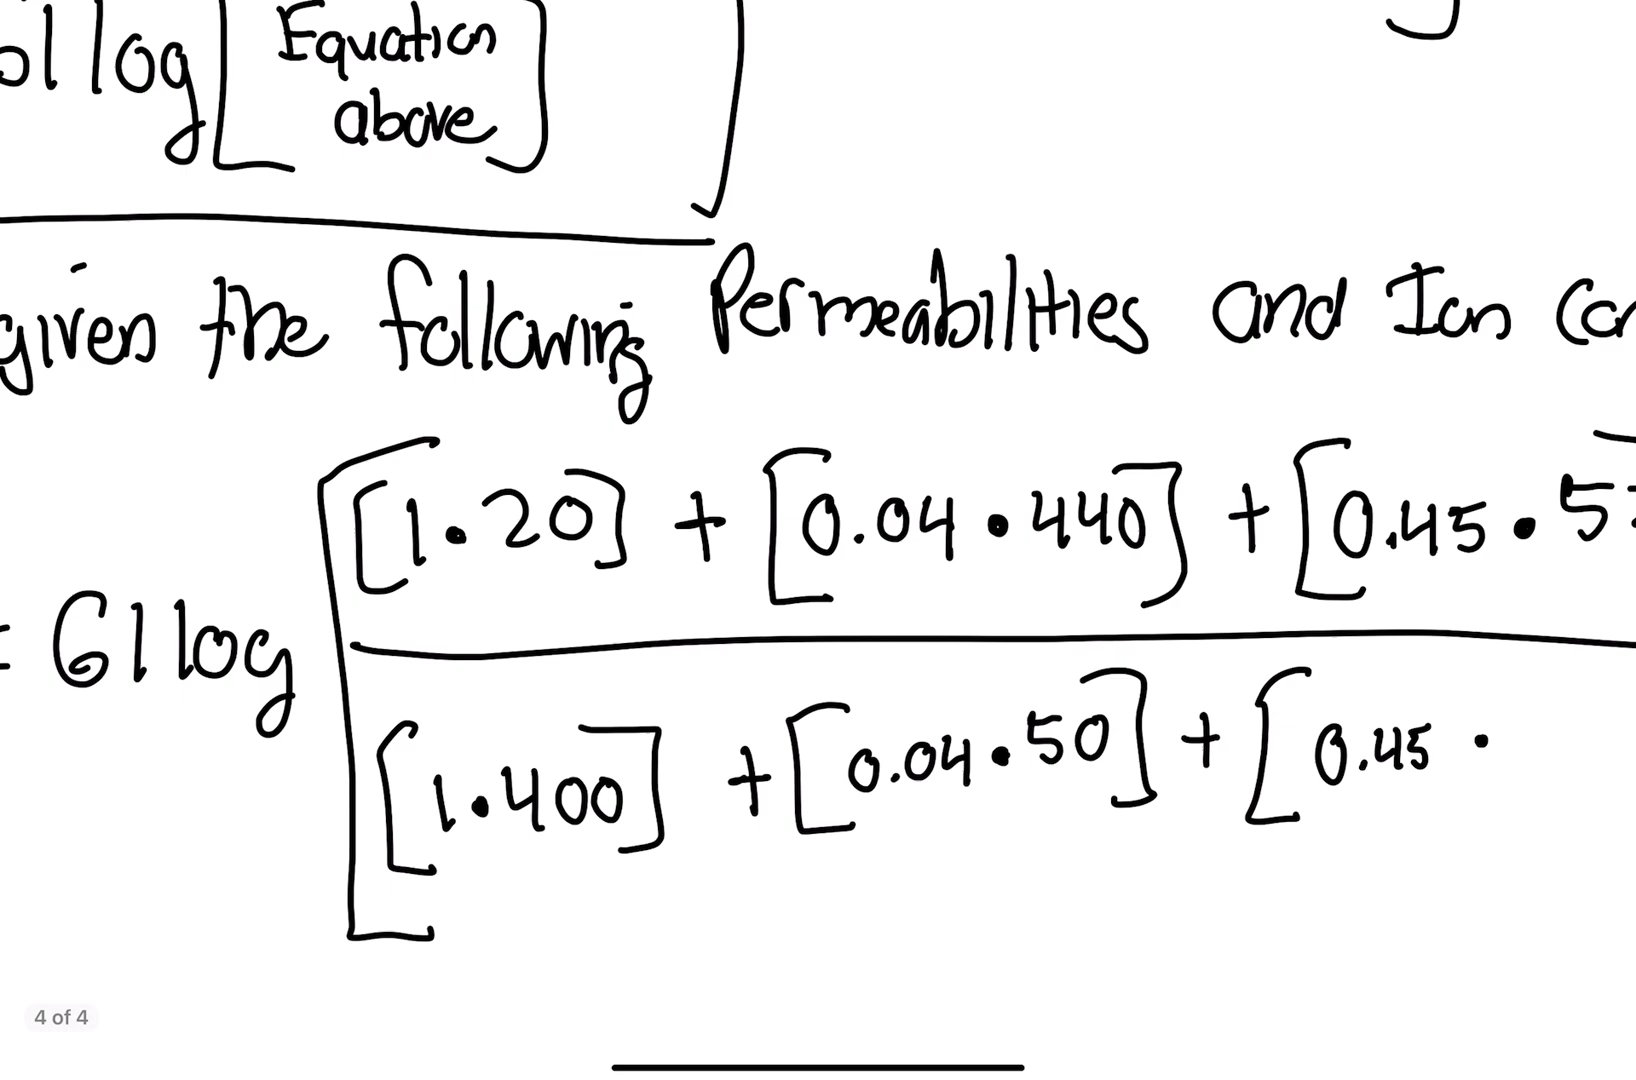 log [ Equation
above ]
given the following Permeabilities and Ion
[1 • 20] + [0.04 • 440] + [0.45 • 5
= 61 log
[1 • 400] + [0.04 • 50] + [0.45 •
4 of 4